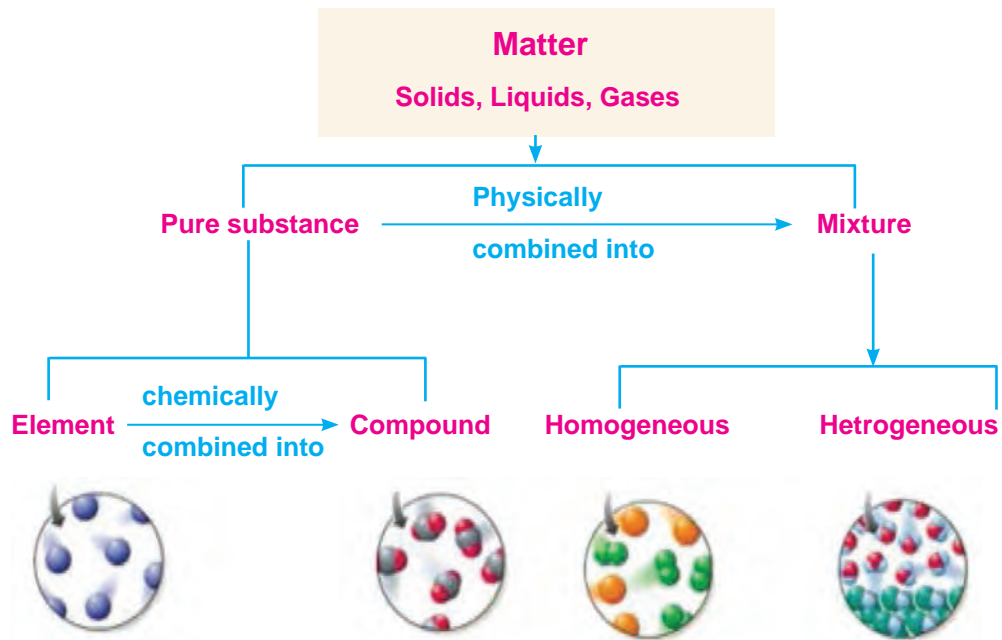 Matter
Solids, Liquids, Gases
Physically
Pure substance
Mixture
combined into
chemically
Element
Compound
Homogeneous
Hetrogeneous
combined into